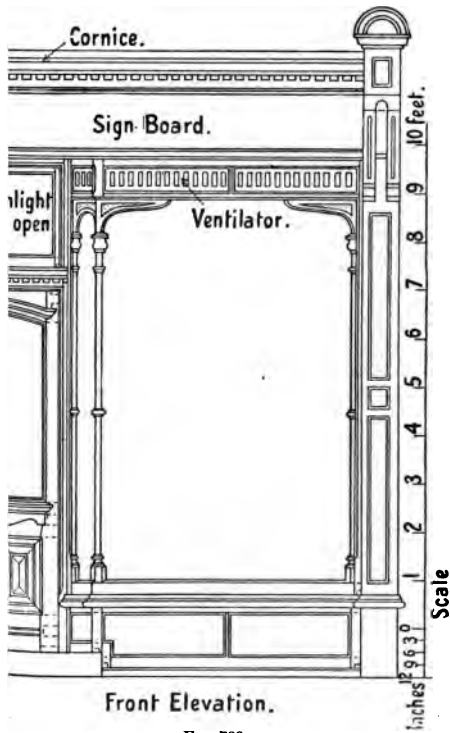 Cornice.
Sign Board.
nlight
open
Ventilator.
10 feet.
9
8
7
6
5
4
3
2
1
0
3
6
9
12
Inches
Scale
Front Elevation.